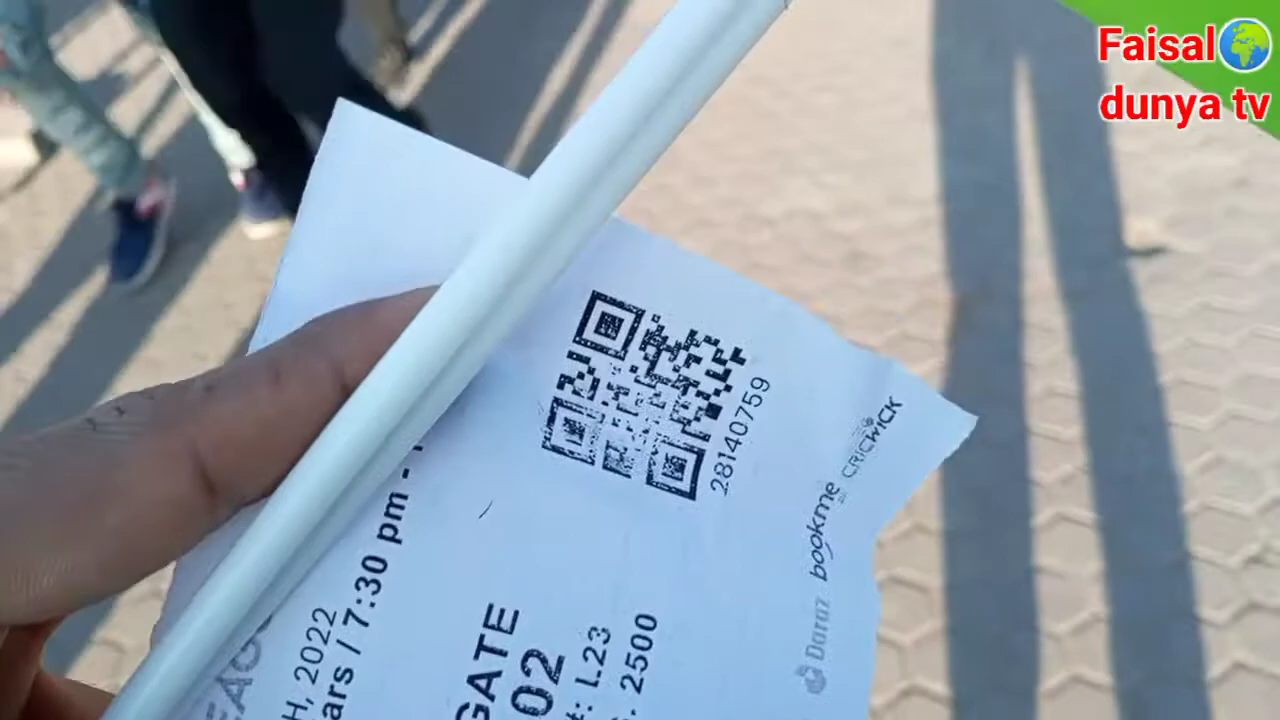 Faisal
dunya tv
28140759
H, 2022
ars / 7:30 pm -
GATE
02
#: L23
. 2500
Daraz bookme CRICWICK